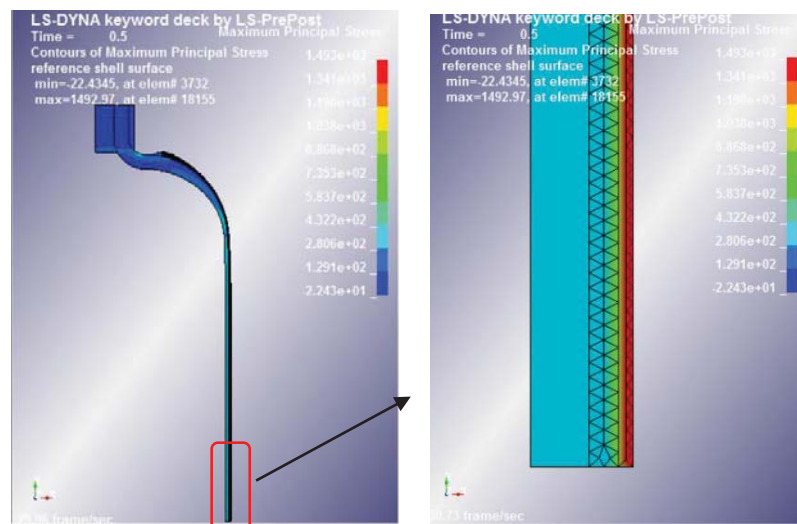 LS-DYNA keyword deck by LS-PrePost
Time = 0.5
Maximum Principal Stress
Contours of Maximum Principal Stress
reference shell surface
min=-22.4345, at elem# 3732
max=1492.97, at elem# 18155
1.493e+03
1.341e+03
1.190e+03
1.038e+03
8.868e+02
7.353e+02
5.837e+02
4.322e+02
2.806e+02
1.291e+02
-2.243e+01
frame/sec
LS-DYNA keyword deck by LS-PrePost
Time = 0.5
Maximum Principal Stress
Contours of Maximum Principal Stress
reference shell surface
min=-22.4345, at elem# 3732
max=1492.97, at elem# 18155
1.493e+03
1.341e+03
1.190e+03
1.038e+03
8.868e+02
7.353e+02
5.837e+02
4.322e+02
2.806e+02
1.291e+02
-2.243e+01
frame/sec